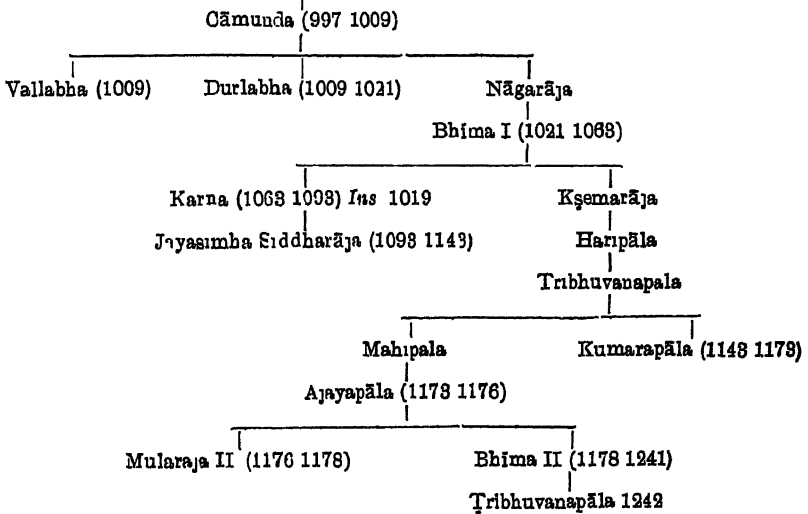 Cāmunda (997 1009)
Vallabha (1009) Durlabha (1009 1021) Nāgarāja
Bhīma I (1021 1063)
Karna (1063 1093) Ins 1019 Kṣemarāja
Jayasimha Siddharāja (1093 1143) Haripāla
Tribhuvanapala
Mahipala Kumarapāla (1143 1173)
Ajayapāla (1173 1176)
Mularaja II (1176 1178) Bhīma II (1178 1241)
Tribhuvanapāla 1242